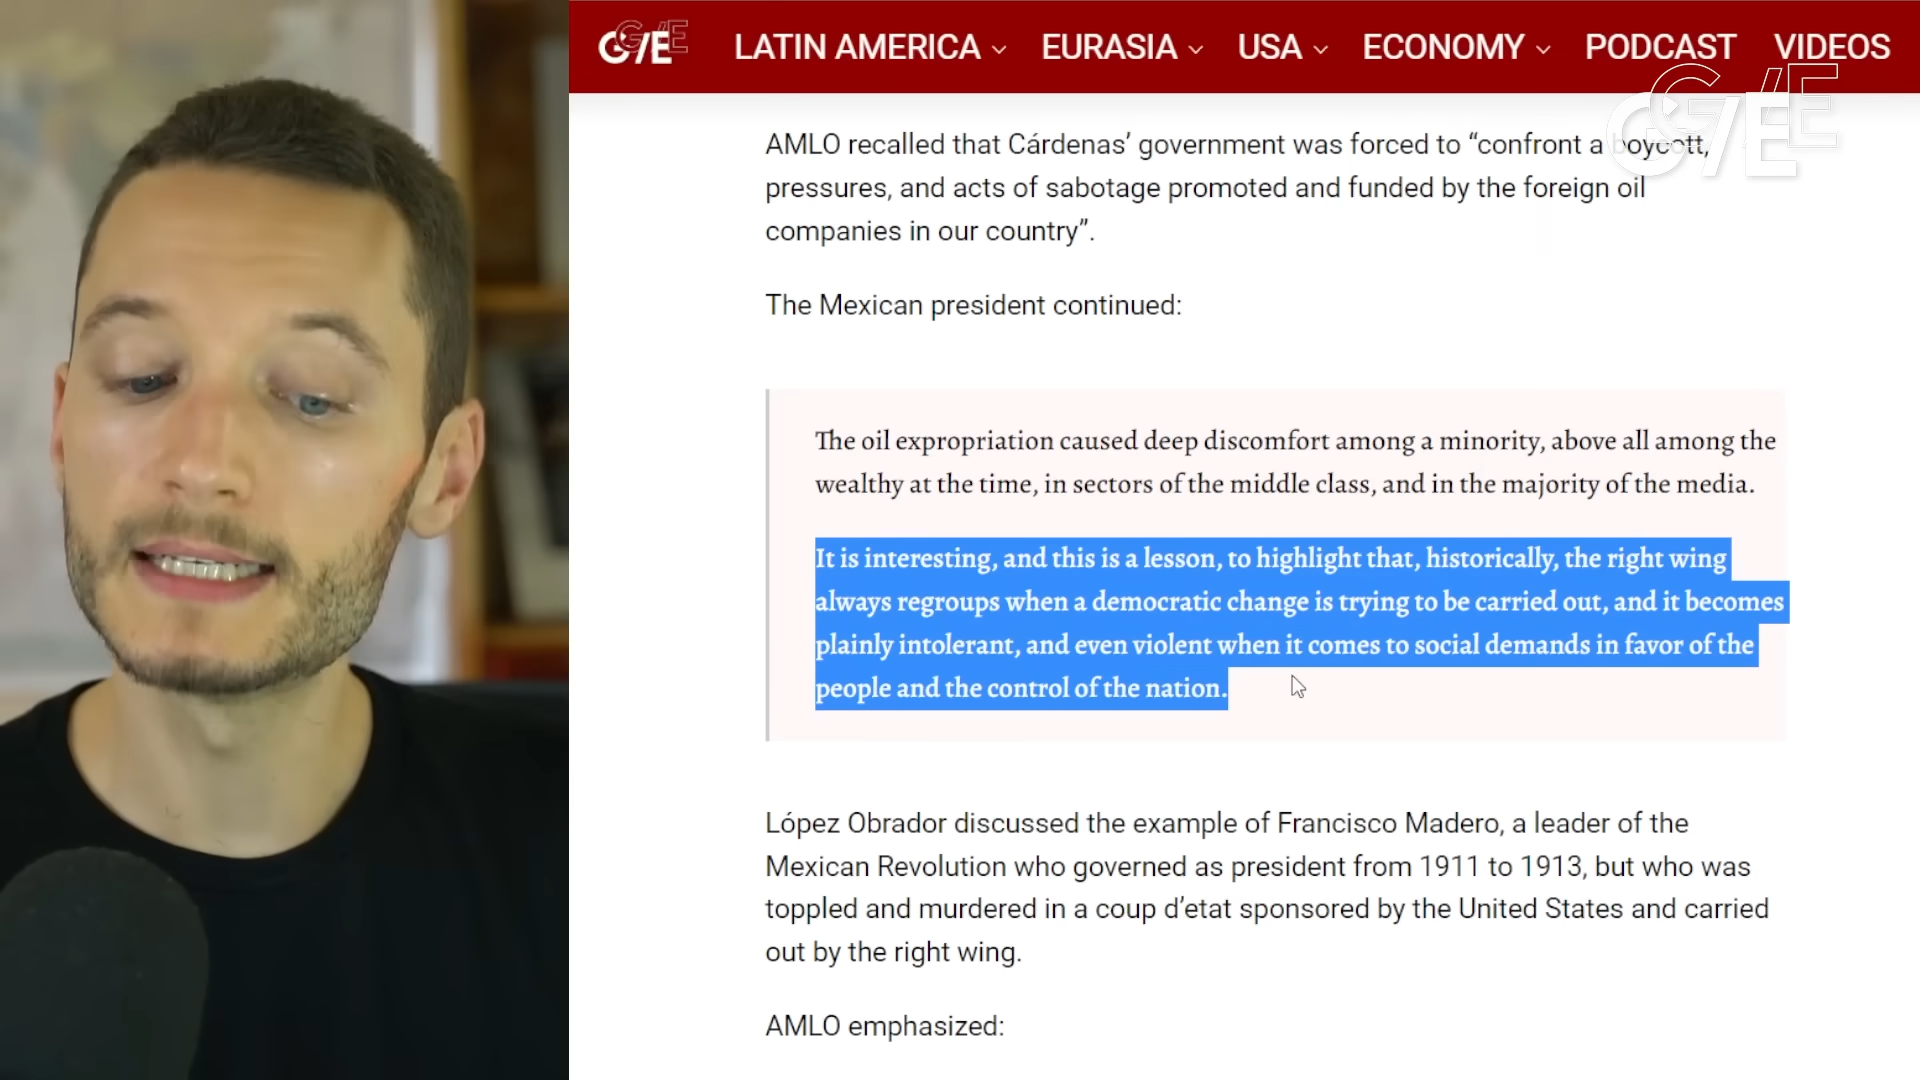 G/E LATIN AMERICA EURASIA USA ECONOMY PODCAST VIDEOS
G/E
AMLO recalled that Cárdenas’ government was forced to “confront a boycott,
pressures, and acts of sabotage promoted and funded by the foreign oil
companies in our country”.
The Mexican president continued:
The oil expropriation caused deep discomfort among a minority, above all among the
wealthy at the time, in sectors of the middle class, and in the majority of the media.
It is interesting, and this is a lesson, to highlight that, historically, the right wing
always regroups when a democratic change is trying to be carried out, and it becomes
plainly intolerant, and even violent when it comes to social demands in favor of the
people and the control of the nation.
López Obrador discussed the example of Francisco Madero, a leader of the
Mexican Revolution who governed as president from 1911 to 1913, but who was
toppled and murdered in a coup d’etat sponsored by the United States and carried
out by the right wing.
AMLO emphasized: